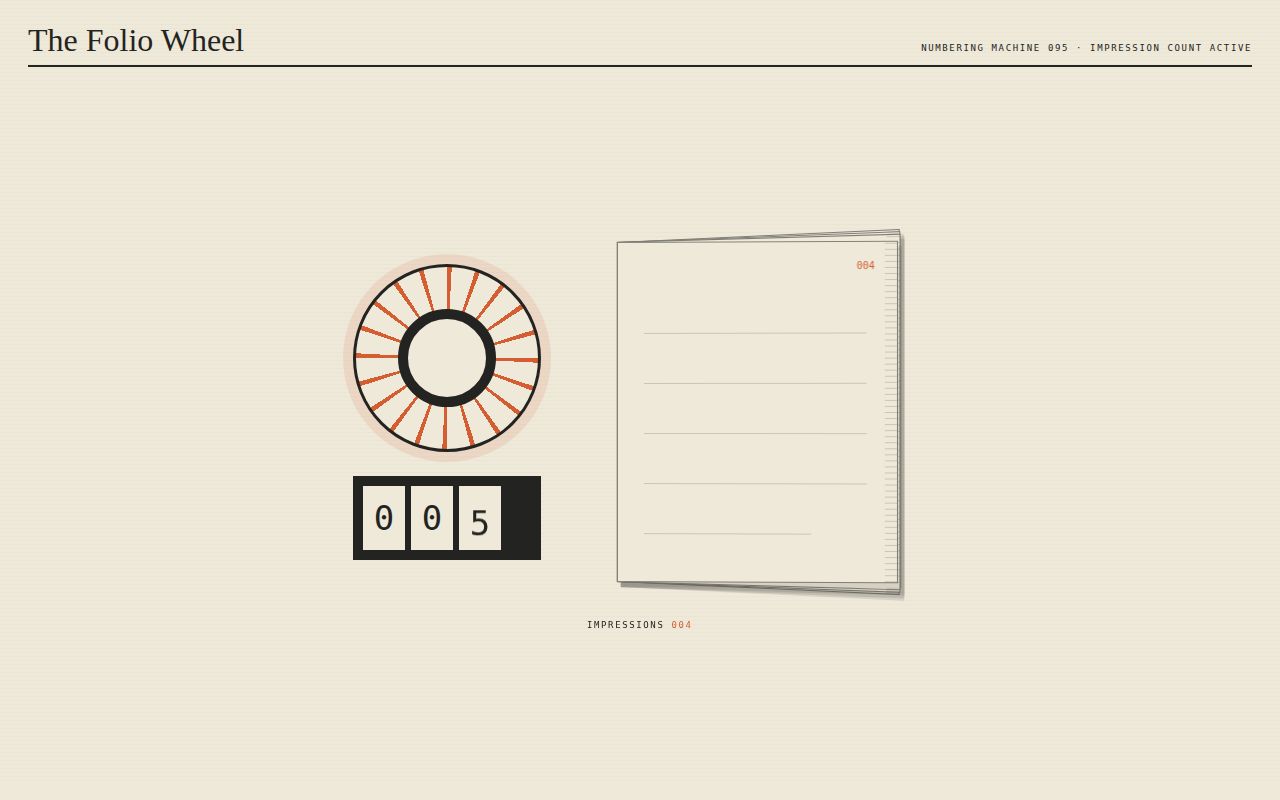 The Folio Wheel
NUMBERING MACHINE 095 · IMPRESSION COUNT ACTIVE
004
0 0 5
IMPRESSIONS 004